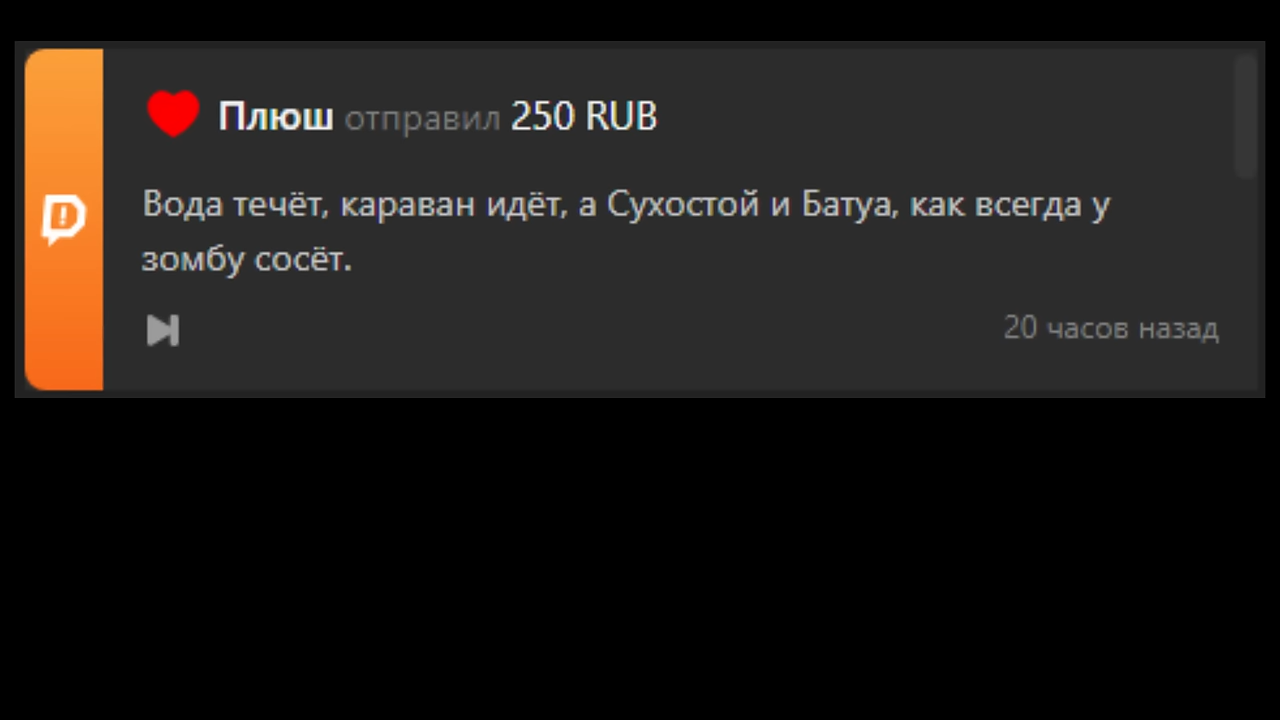 Плюш отправил 250 RUB
Вода течёт, караван идёт, а Сухостой и Батуа, как всегда у
зомбу сосёт.
20 часов назад